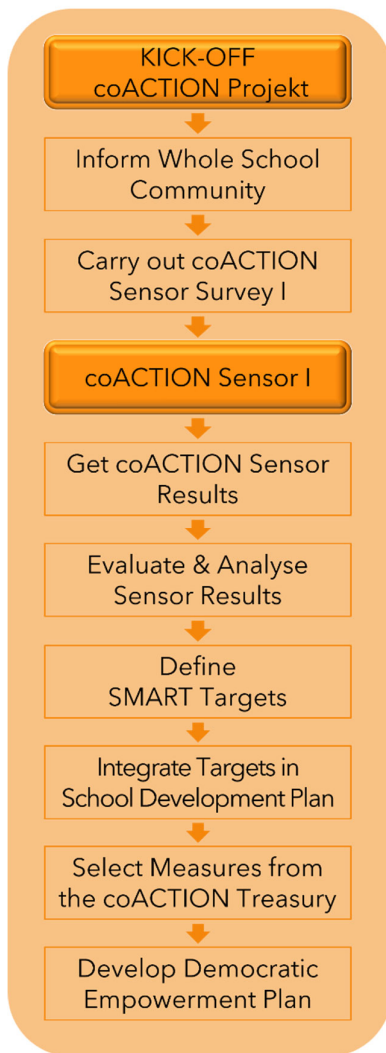 KICK-OFF
coACTION Projekt
Inform Whole School
Community
Carry out coACTION
Sensor Survey I
coACTION Sensor I
Get coACTION Sensor
Results
Evaluate & Analyse
Sensor Results
Define
SMART Targets
Integrate Targets in
School Development Plan
Select Measures from
the coACTION Treasury
Develop Democratic
Empowerment Plan